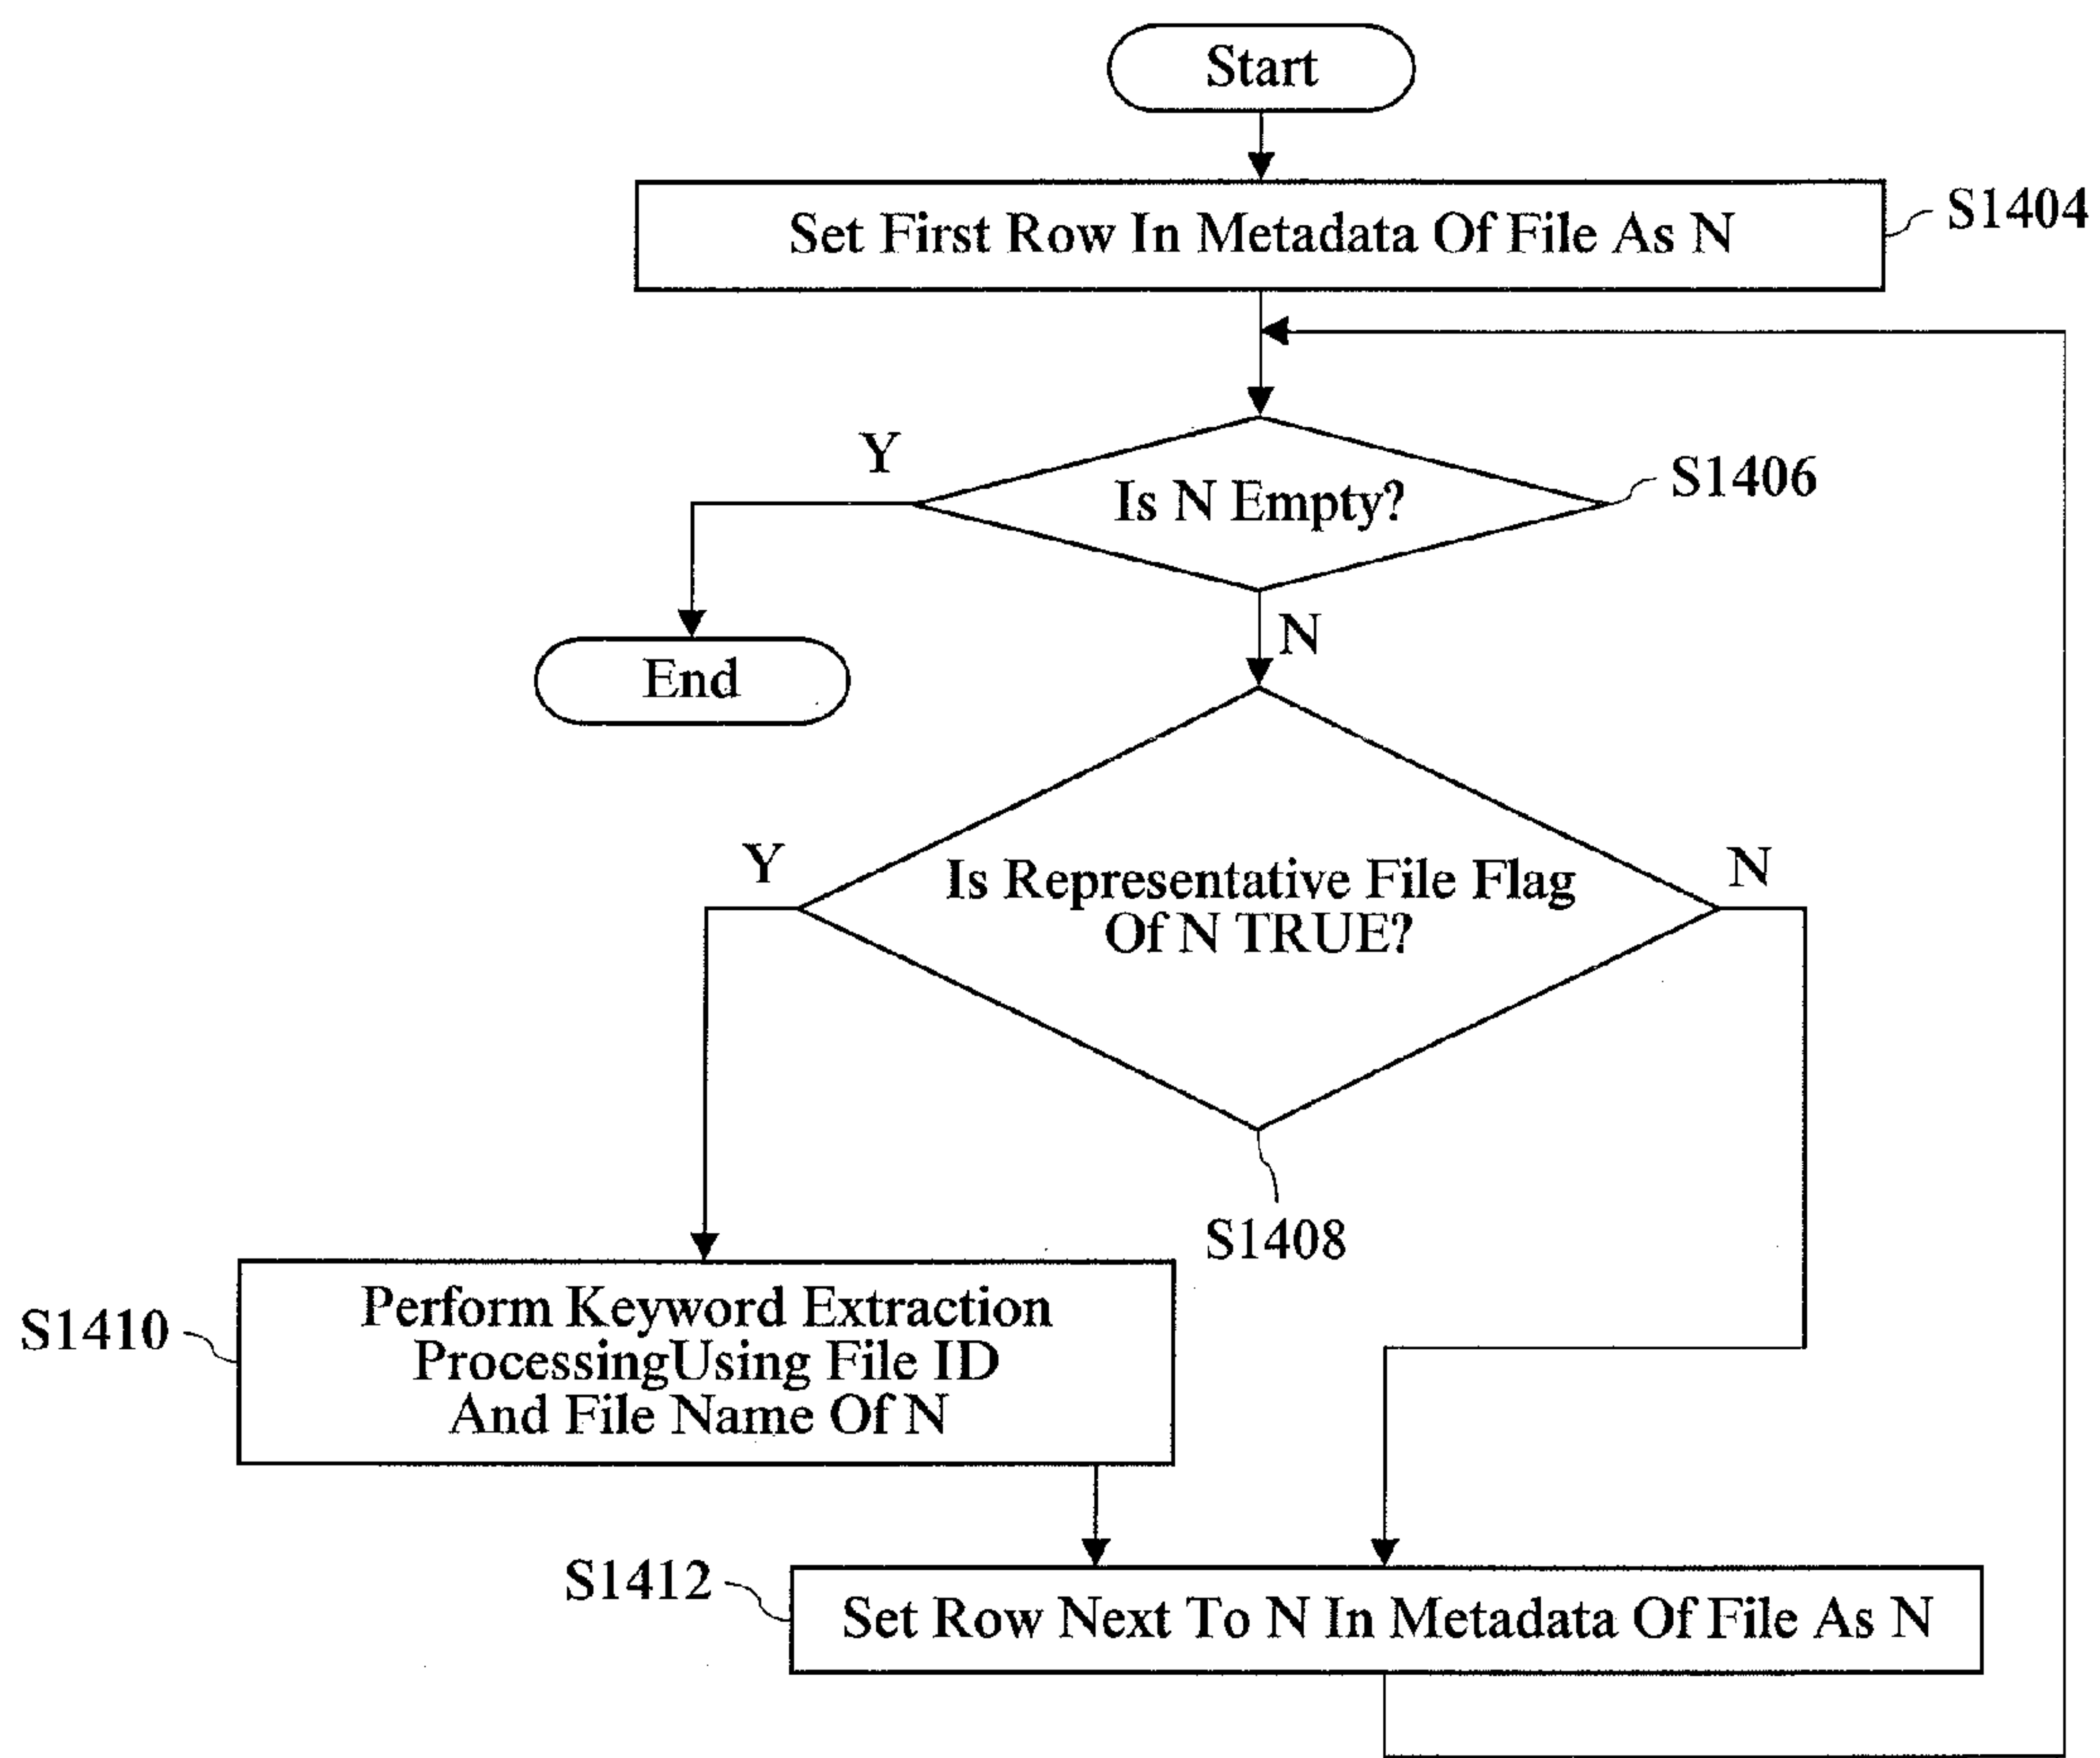 Start
Set First Row In Metadata Of File As N
S1404
Y
Is N Empty?
S1406
N
End
Y
Is Representative File Flag
Of N TRUE?
N
S1408
S1410
Perform Keyword Extraction
ProcessingUsing File ID
And File Name Of N
S1412
Set Row Next To N In Metadata Of File As N